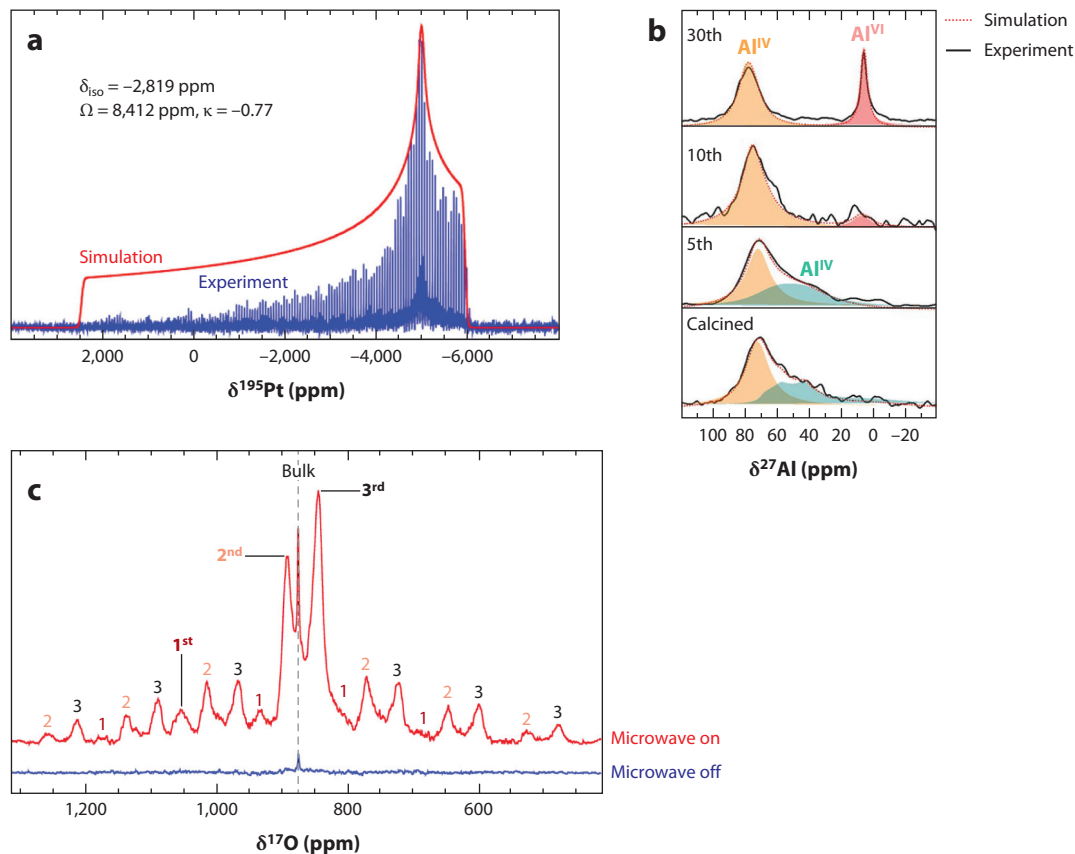 a
δiso = –2,819 ppm
Ω = 8,412 ppm, κ = –0.77
Simulation
Experiment
2,000 0 –2,000 –4,000 –6,000
δ¹⁹⁵Pt (ppm)
b
Simulation
Experiment
30th
Alᴵⱽ
Alⱽᴵ
10th
5th
Alᴵⱽ
Calcined
100 80 60 40 20 0 –20
δ²⁷Al (ppm)
c
Bulk
3ʳᵈ
2ⁿᵈ
1ˢᵗ
2 3 1 2 3 2 3 1 1 2 3 1 2 3 2 3
Microwave on
Microwave off
1,200 1,000 800 600
δ¹⁷O (ppm)